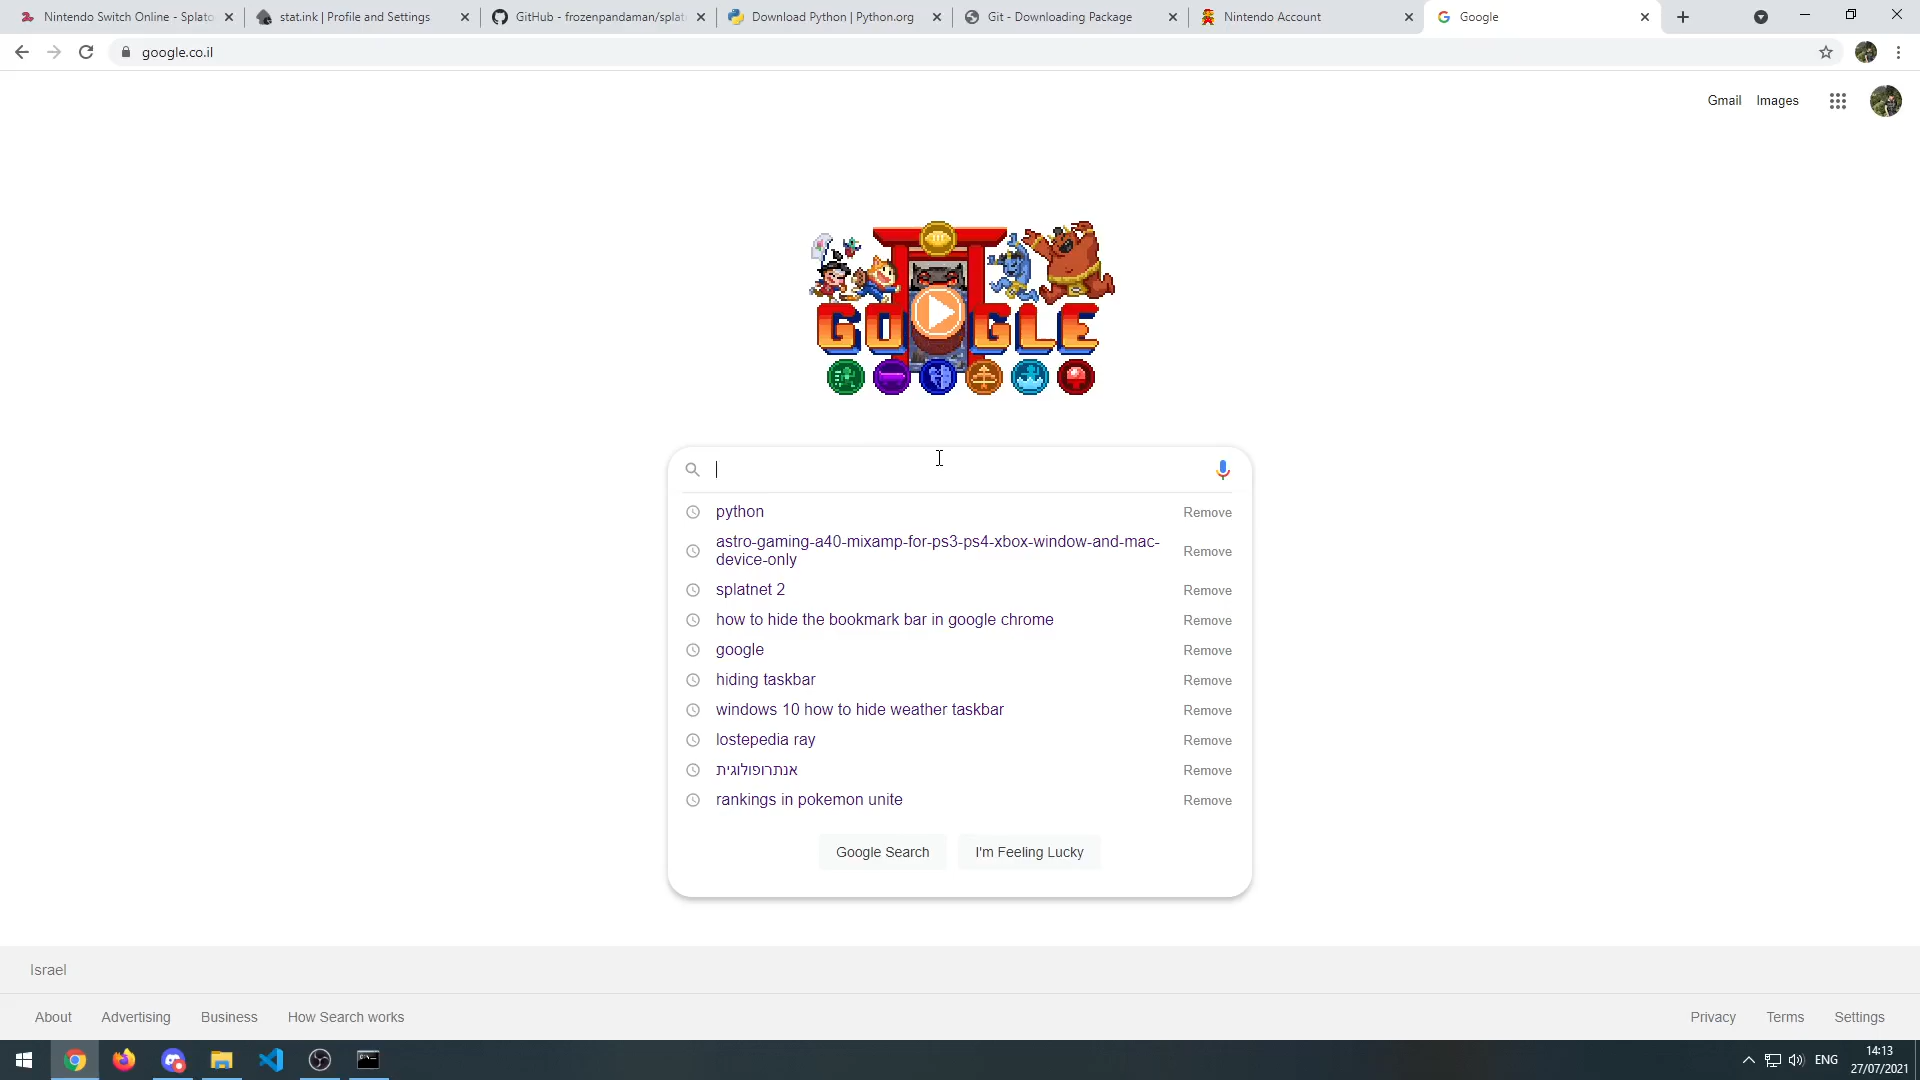 Nintendo Switch Online - Splato
stat.ink | Profile and Settings
GitHub - frozenpandaman/splat
Download Python | Python.org
Git - Downloading Package
Nintendo Account
Google
google.co.il
Gmail
Images
GOOGLE
python
Remove
astro-gaming-a40-mixamp-for-ps3-ps4-xbox-window-and-mac-
device-only
Remove
splatnet 2
Remove
how to hide the bookmark bar in google chrome
Remove
google
Remove
hiding taskbar
Remove
windows 10 how to hide weather taskbar
Remove
lostepedia ray
Remove
אנתרופולוגית
Remove
rankings in pokemon unite
Remove
Google Search
I'm Feeling Lucky
Israel
About
Advertising
Business
How Search works
Privacy
Terms
Settings
ENG
14:13
27/07/2021